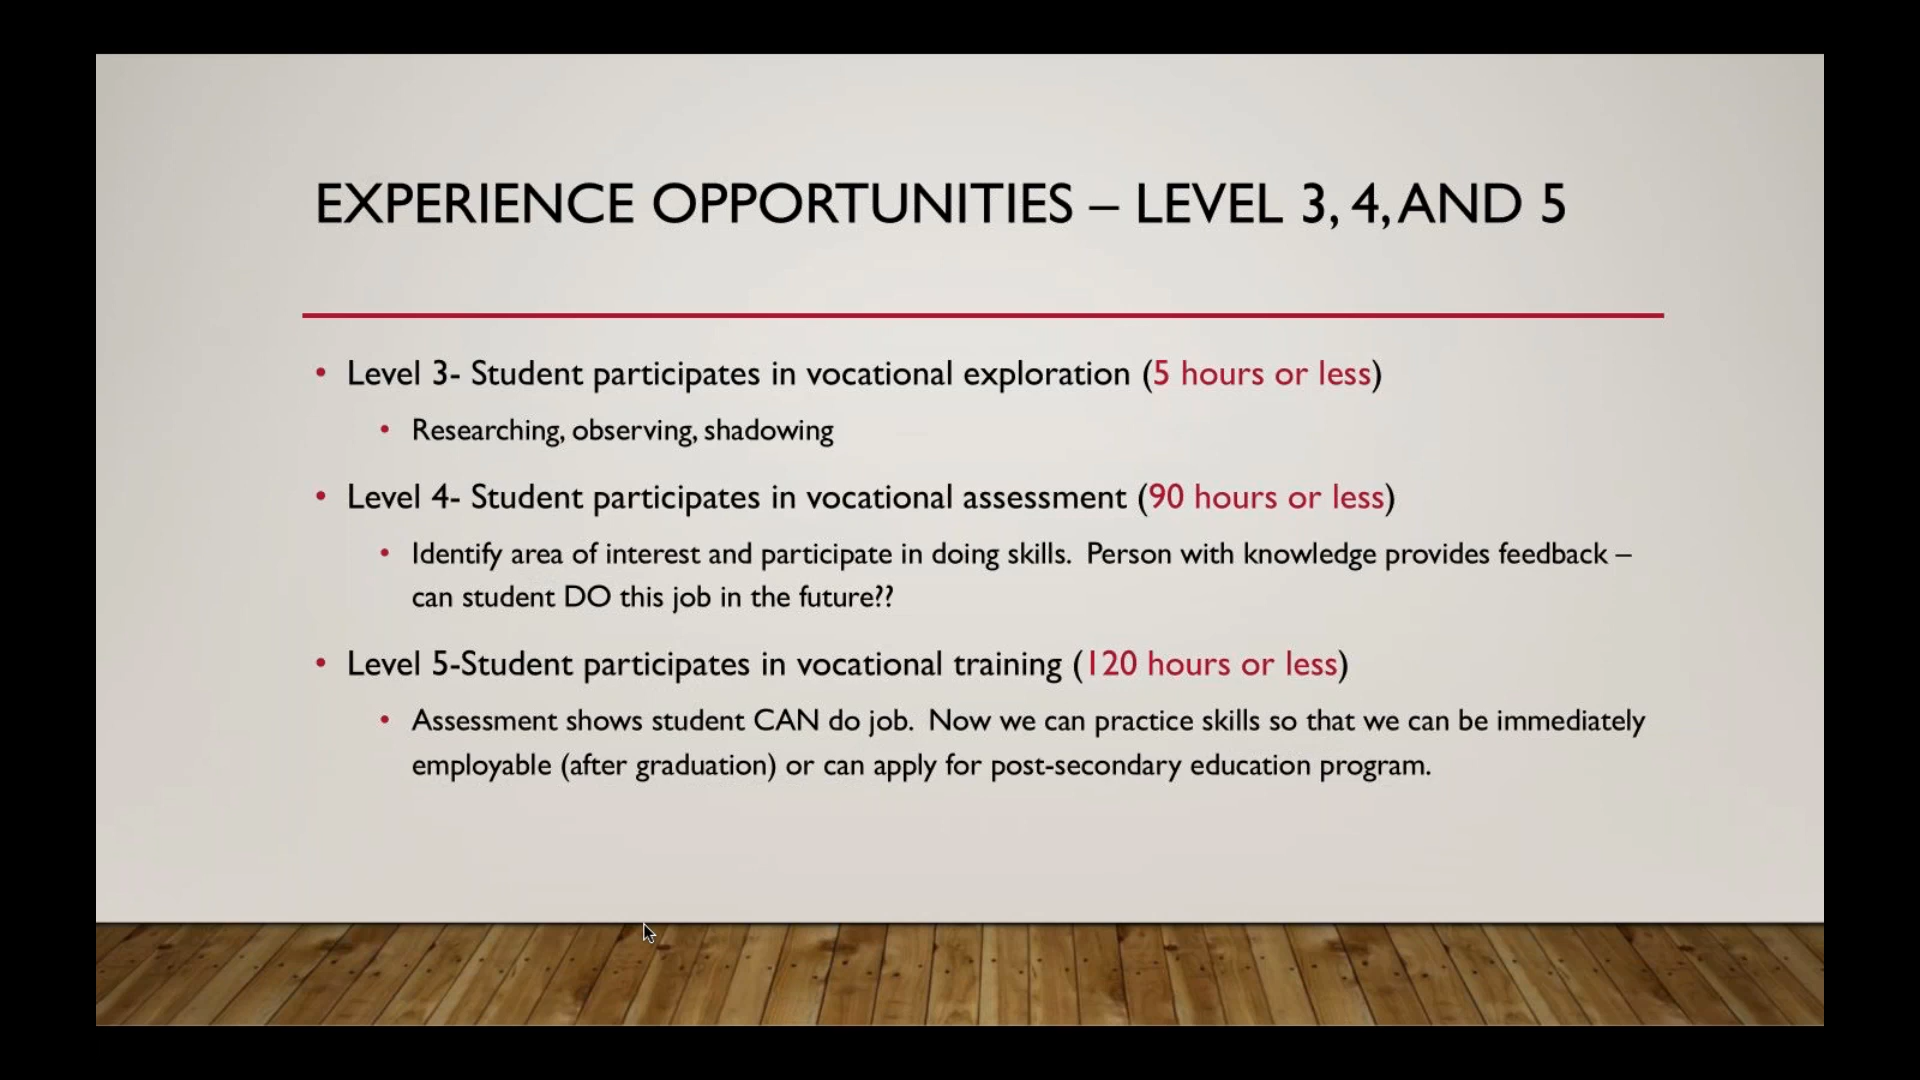 EXPERIENCE OPPORTUNITIES – LEVEL 3, 4, AND 5
• Level 3- Student participates in vocational exploration (5 hours or less)
• Researching, observing, shadowing
• Level 4- Student participates in vocational assessment (90 hours or less)
• Identify area of interest and participate in doing skills.  Person with knowledge provides feedback –
can student DO this job in the future??
• Level 5-Student participates in vocational training (120 hours or less)
• Assessment shows student CAN do job.  Now we can practice skills so that we can be immediately
employable (after graduation) or can apply for post-secondary education program.